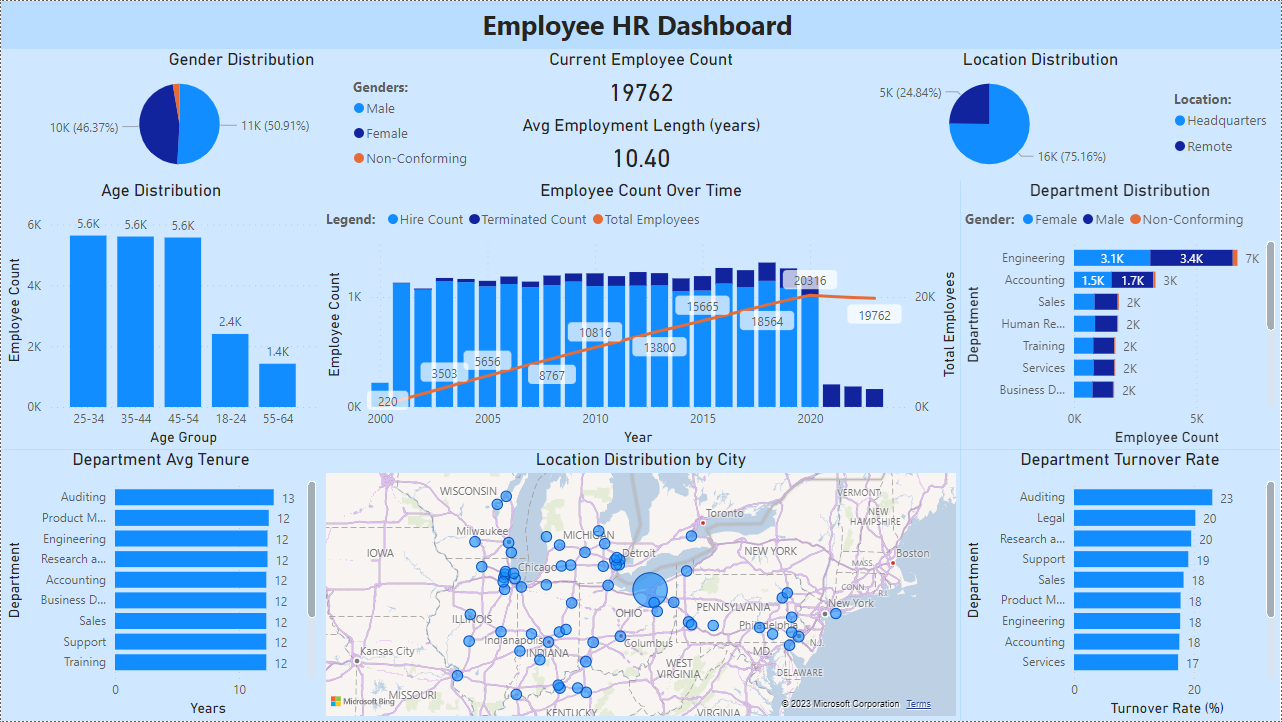 Employee HR Dashboard
Gender Distribution
10K (46.37%)
11K (50.91%)
Genders:
Male
Female
Non-Conforming
Current Employee Count
19762
Avg Employment Length (years)
10.40
Location Distribution
5K (24.84%)
16K (75.16%)
Location:
Headquarters
Remote
Age Distribution
Employee Count
6K
4K
2K
0K
5.6K 5.6K 5.6K 2.4K 1.4K
25-34 35-44 45-54 18-24 55-64
Age Group
Employee Count Over Time
Legend: Hire Count Terminated Count Total Employees
Employee Count
1K
0K
220
3503
5656
8767
10816
13800
15665
18564
20316
19762
20K
0K
Total Employees
2000 2005 2010 2015 2020
Year
Department Distribution
Gender: Female Male Non-Conforming
Department
Engineering 3.1K 3.4K 7K
Accounting 1.5K 1.7K 3K
Sales 2K
Human Re... 2K
Training 2K
Services 2K
Business D... 2K
0K 5K
Employee Count
Department Avg Tenure
Department
Auditing 13
Product M... 12
Engineering 12
Research a... 12
Accounting 12
Business D... 12
Sales 12
Support 12
Training 12
0 10
Years
Location Distribution by City
WISCONSIN
VERMONT
Toronto
NEW HAMPSHIRE
Milwaukee
MICHIGAN
IOWA
Detroit
NEW YORK
Boston
Chicago
MASS.
CONN.
R.I.
OHIO
PENNSYLVANIA
New York
ILLINOIS
Philadelphia
Indianapolis
Columbus
N.J.
Kansas City
INDIANA
MD.
WEST VIRGINIA
DELAWARE
MISSOURI
Microsoft Bing
KENTUCKY
VIRGINIA
© 2023 Microsoft Corporation Terms
Department Turnover Rate
Department
Auditing 23
Legal 20
Research a... 20
Support 19
Sales 18
Product M... 18
Engineering 18
Accounting 18
Services 17
0 20
Turnover Rate (%)